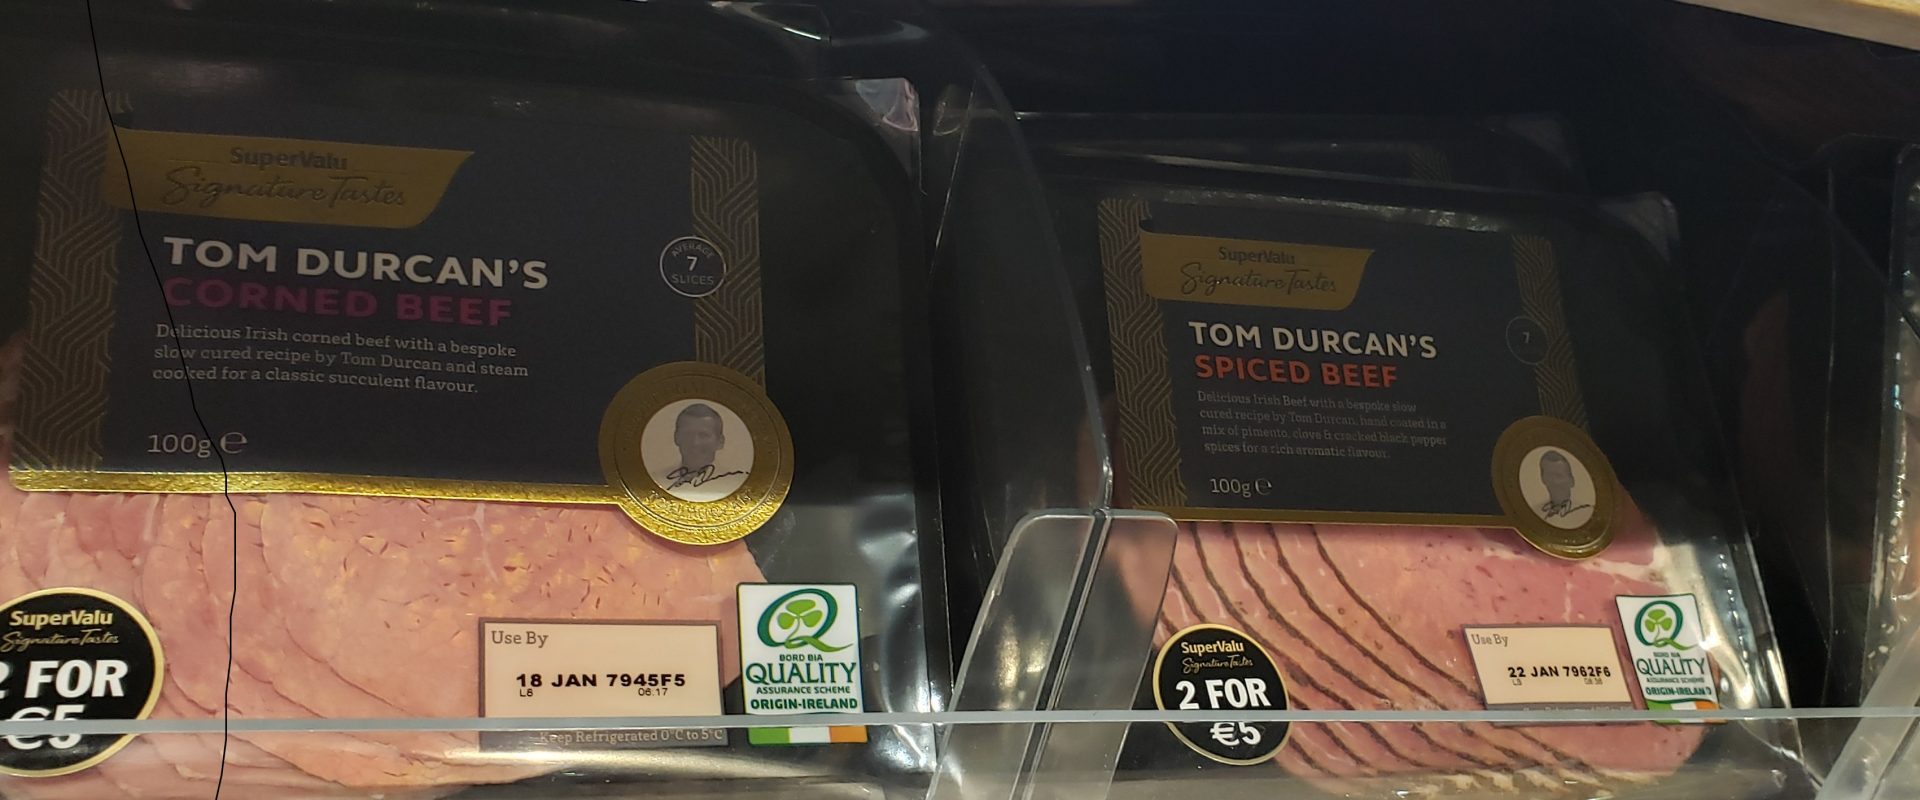 SuperValu
Signature Tastes
TOM DURCAN'S
CORNED BEEF
Delicious Irish corned beef with a bespoke
slow cured recipe by Tom Durcan and steam
cooked for a classic succulent flavour.
100g ℮
AVERAGE
7
SLICES
SuperValu
Signature Tastes
2 FOR
€5
Use By
18 JAN 7945F5
L6 06:17
Keep Refrigerated 0°C to 5°C
BORD BIA
QUALITY
ASSURANCE SCHEME
ORIGIN-IRELAND
SuperValu
Signature Tastes
TOM DURCAN'S
SPICED BEEF
Delicious Irish Beef with a bespoke slow
cured recipe by Tom Durcan, hand coated in a
mix of pimento, clove & cracked black pepper
spices for a rich aromatic flavour.
100g ℮
7
SuperValu
Signature Tastes
2 FOR
€5
Use By
22 JAN 7962F6
BORD BIA
QUALITY
ASSURANCE SCHEME
ORIGIN-IRELAND